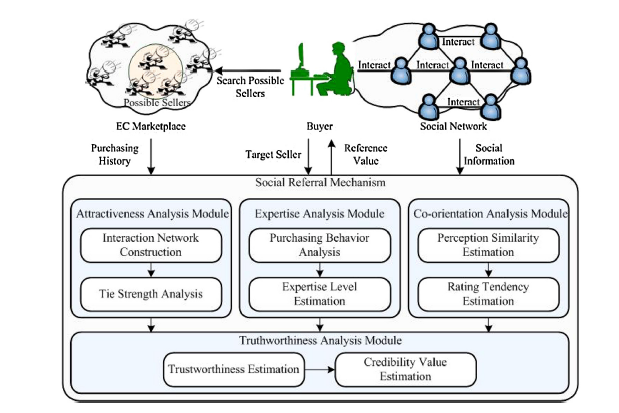 Interact
Interact
Interact
Interact
Interact
Search Possible
Sellers
Possible Sellers
EC Marketplace
Buyer
Social Network
Purchasing
History
Target Seller
Reference
Value
Social
Information
Social Referral Mechanism
Attractiveness Analysis Module
Expertise Analysis Module
Co-orientation Analysis Module
Interaction Network
Construction
Purchasing Behavior
Analysis
Perception Similarity
Estimation
Tie Strength Analysis
Expertise Level
Estimation
Rating Tendency
Estimation
Truthworthiness Analysis Module
Trustworthiness Estimation
Credibility Value
Estimation